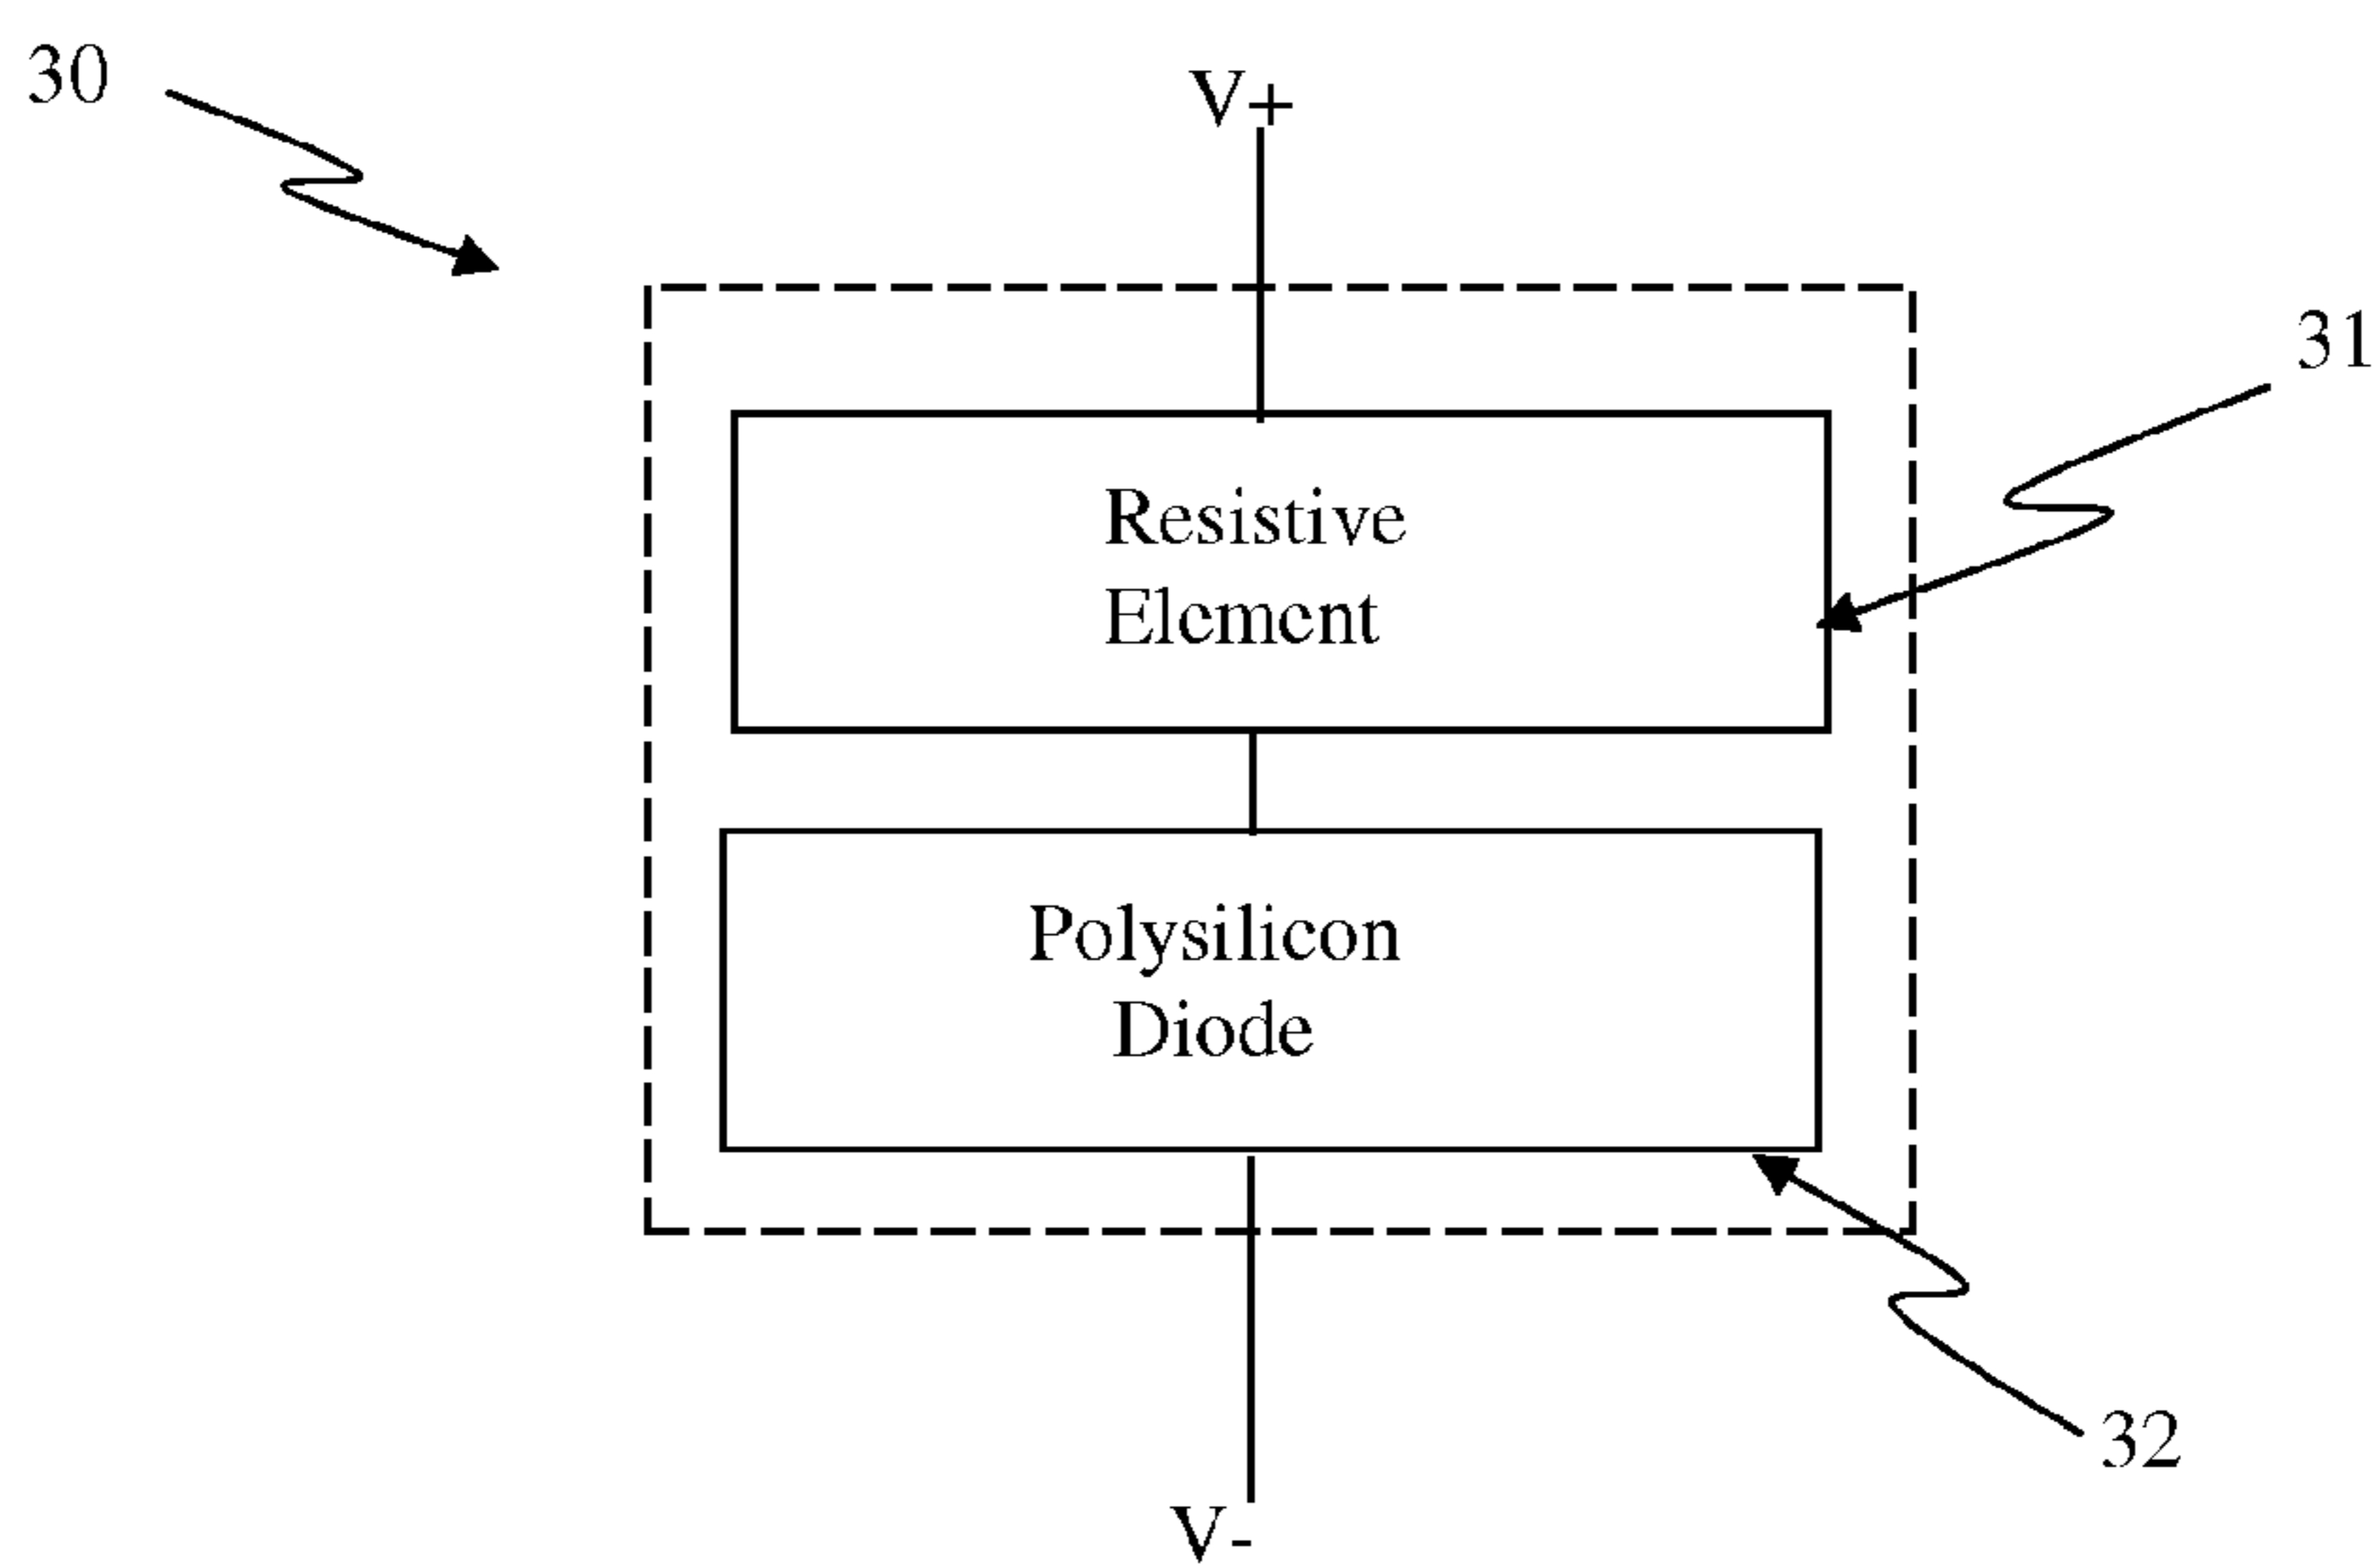 30
V+
31
Resistive
Element
Polysilicon
Diode
32
V-